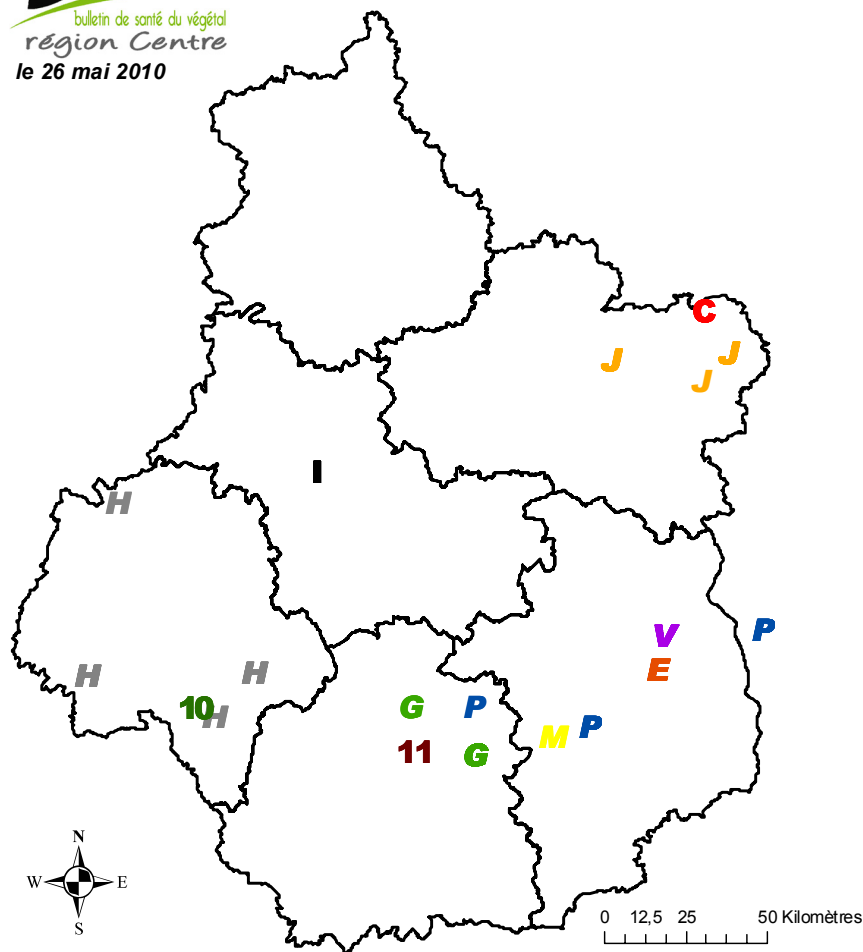 bulletin de santé du végétal
région Centre
le 26 mai 2010
C
J
J
J
I
H
V
P
E
H
H
10
H
G
P
P
M
11
G
N
W E
S
0 12,5 25 50 Kilomètres